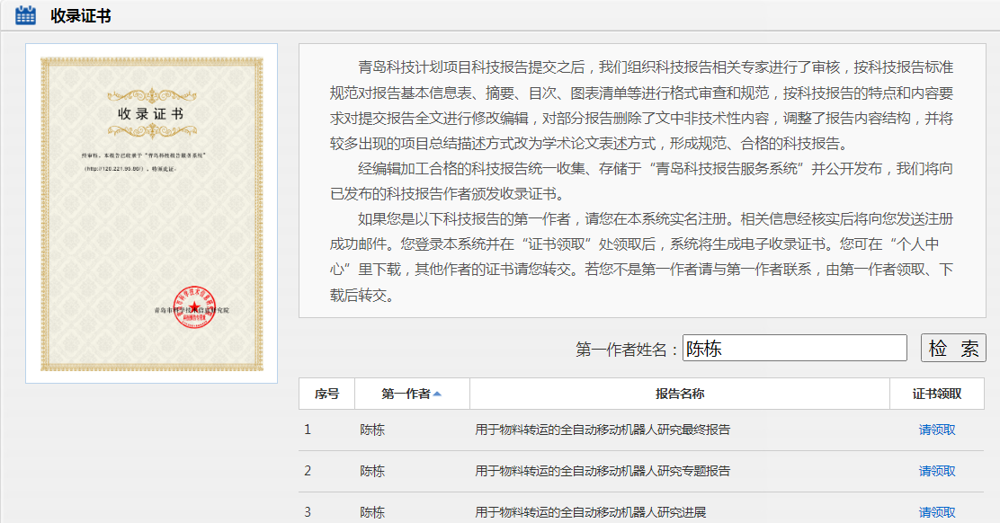 收录证书
收录证书
经审核，本报告已收录于“青岛科技报告服务系统”
（http://120.221.95.88/），特颁此证。
青岛市科学技术信息研究院
青岛科技计划项目科技报告提交之后，我们组织科技报告相关专家进行了审核，按科技报告标准
规范对报告基本信息表、摘要、目次、图表清单等进行格式审查和规范，按科技报告的特点和内容要
求对提交报告全文进行修改编辑，对部分报告删除了文中非技术性内容，调整了报告内容结构，并将
较多出现的项目总结描述方式改为学术论文表述方式，形成规范、合格的科技报告。
经编辑加工合格的科技报告统一收集、存储于“青岛科技报告服务系统”并公开发布，我们将向
已发布的科技报告作者颁发收录证书。
如果您是以下科技报告的第一作者，请您在本系统实名注册。相关信息经核实后将向您发送注册
成功邮件。您登录本系统并在“证书领取”处领取后，系统将生成电子收录证书。您可在“个人中
心”里下载，其他作者的证书请您转交。若您不是第一作者请与第一作者联系，由第一作者领取、下
载后转交。
第一作者姓名： 陈栋 检 索
序号 第一作者 报告名称 证书领取
1 陈栋 用于物料转运的全自动移动机器人研究最终报告 请领取
2 陈栋 用于物料转运的全自动移动机器人研究专题报告 请领取
3 陈栋 用于物料转运的全自动移动机器人研究进展 请领取